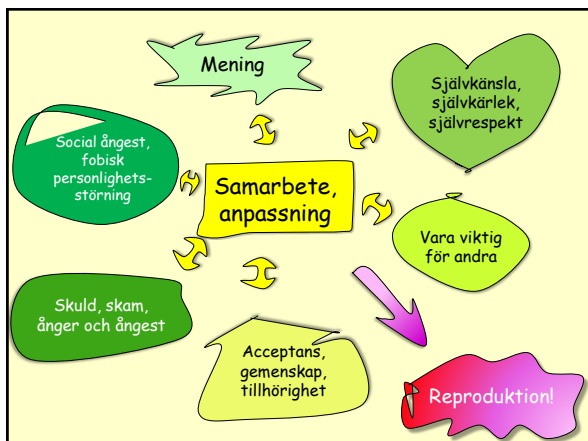 Mening
Självkänsla,
självkärlek,
självrespekt
Social ångest,
fobisk
personlighets-
störning
Samarbete,
anpassning
Vara viktig
för andra
Skuld, skam,
ånger och ångest
Acceptans,
gemenskap,
tillhörighet
Reproduktion!